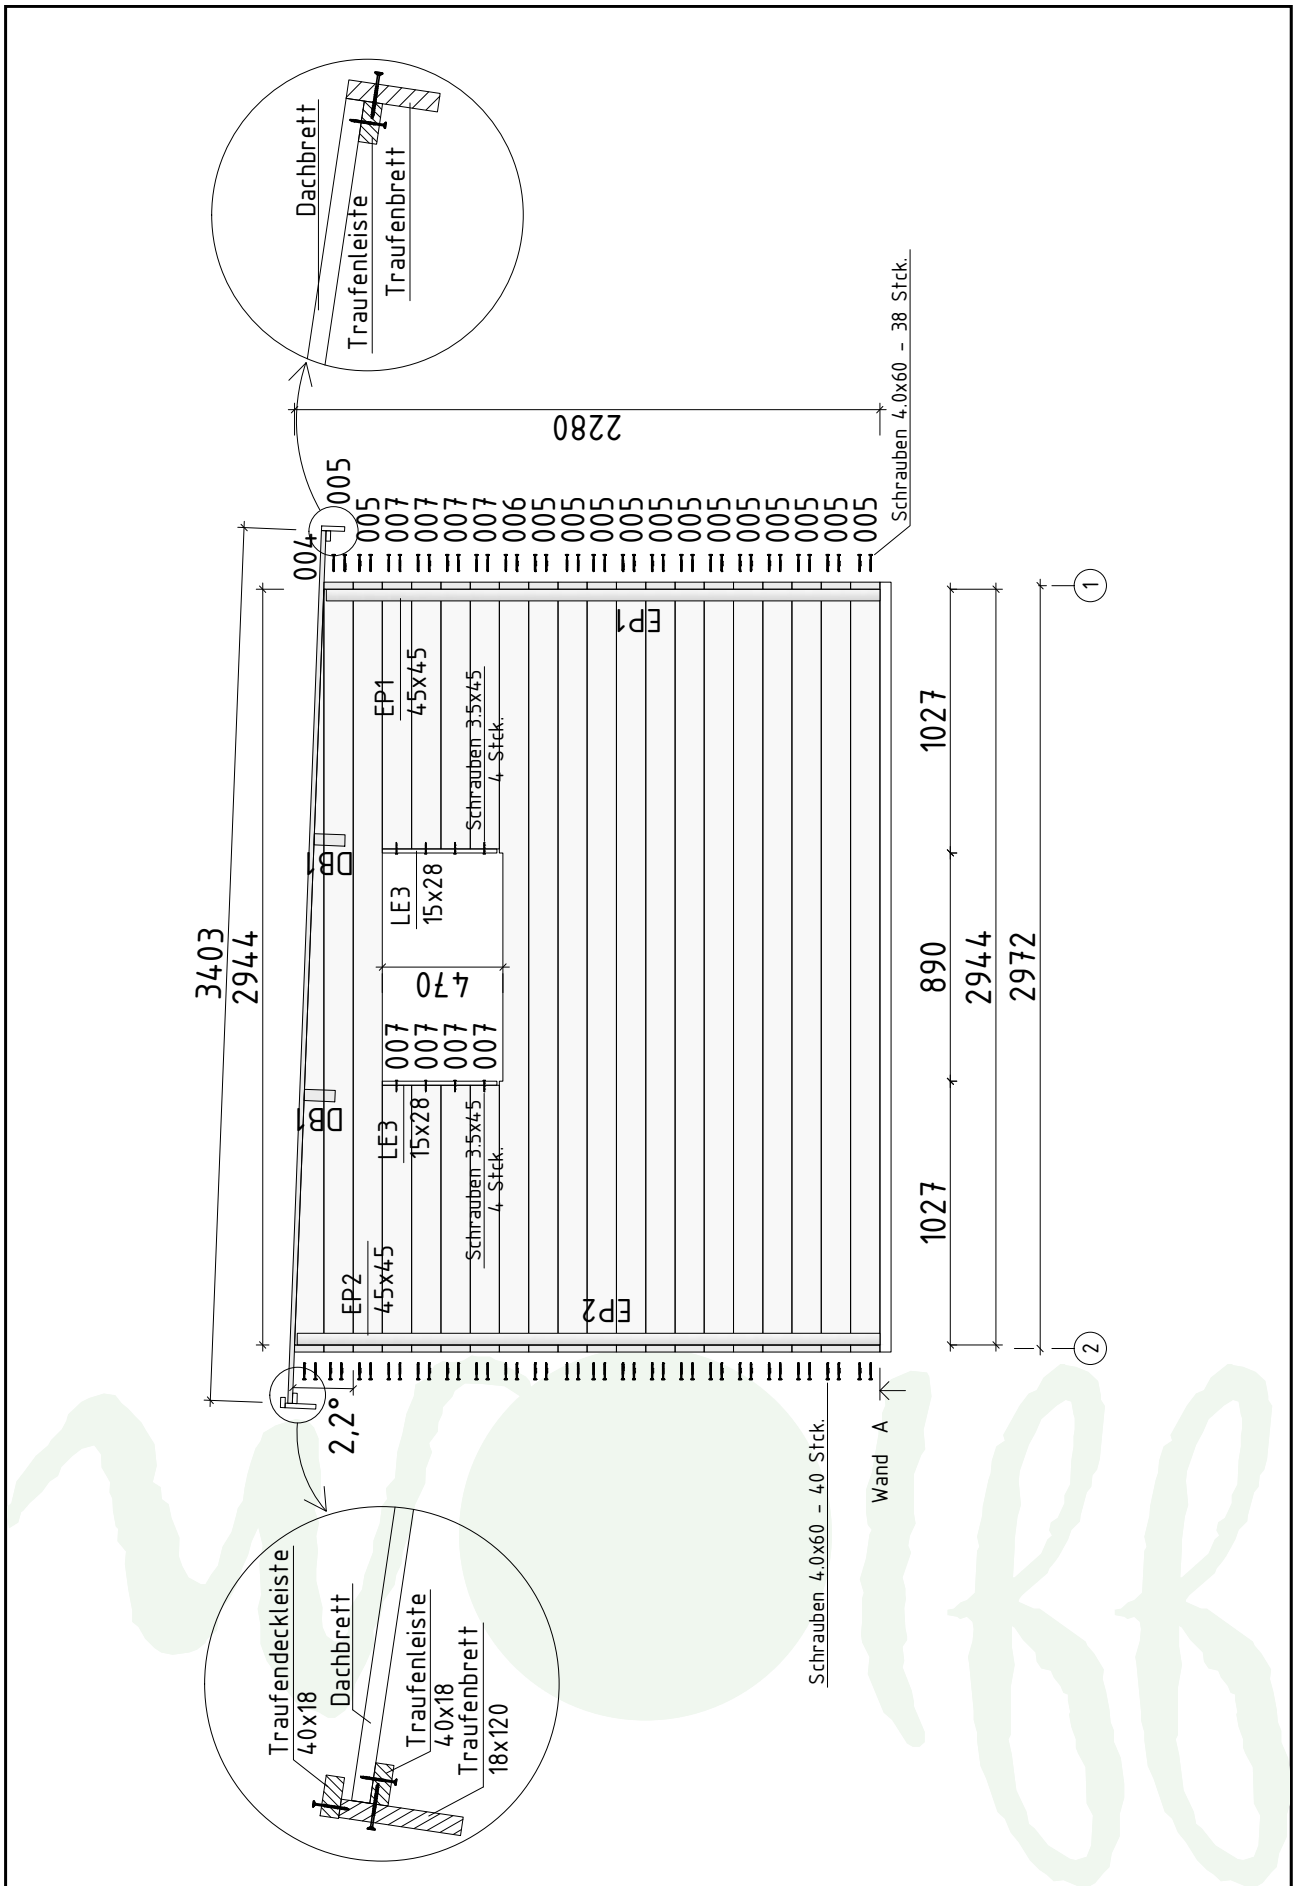 Dachbrett
Traufenleiste
Traufenbrett
Schrauben 4.0x60 - 38 Stck.
2280
005
005
007
007
007
007
006
005
005
005
005
005
005
005
005
005
005
005
005
700
EP1
EP1
45x45
Schrauben 3.5x45
4 Stck.
DB1
LE3
15x28
3403
2944
470
007
007
007
007
DB1
LE3
15x28
Schrauben 3.5x45
4 Stck.
EP2
45x45
EP2
1027
890
1027
2944
2972
1
2
2,2°
Wand A
Schrauben 4.0x60 - 40 Stck.
Traufendeckleiste
40x18
Dachbrett
Traufenleiste
40x18
Traufenbrett
18x120
wolff